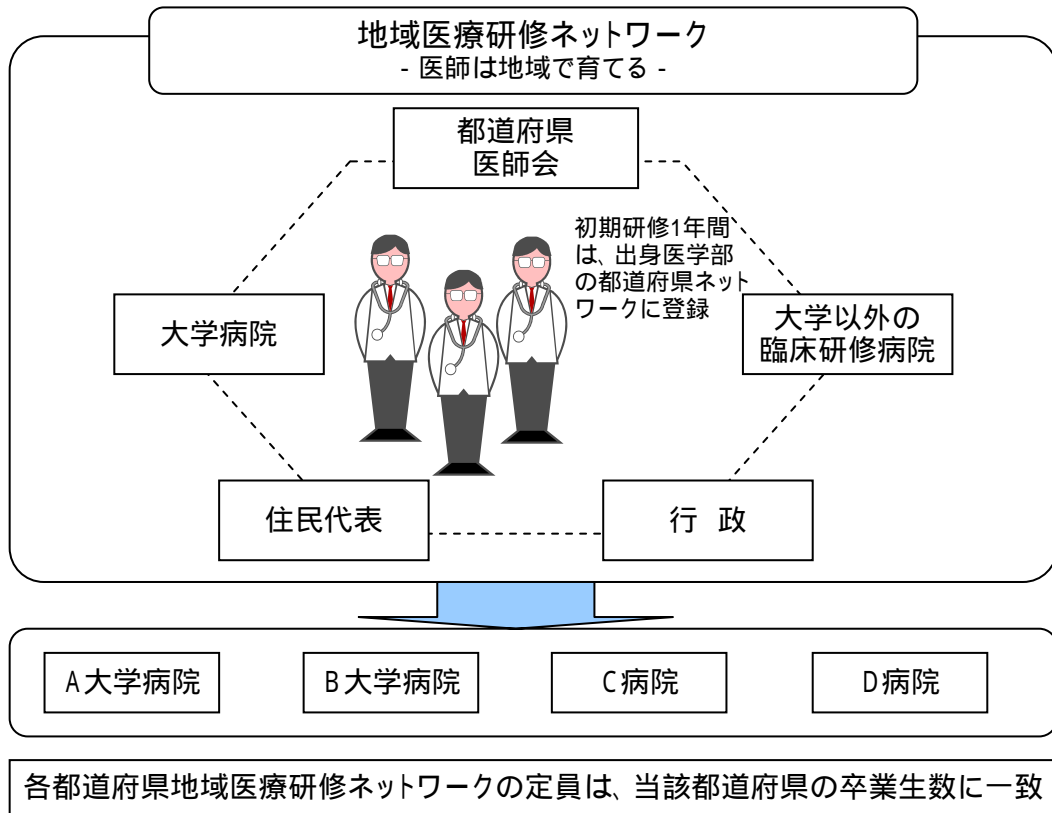 地域医療研修ネットワーク
- 医師は地域で育てる -
都道府県
医師会
初期研修1年間
は、出身医学部
の都道府県ネット
ワークに登録
大学病院
大学以外の
臨床研修病院
住民代表
行 政
A大学病院
B大学病院
C病院
D病院
各都道府県地域医療研修ネットワークの定員は、当該都道府県の卒業生数に一致